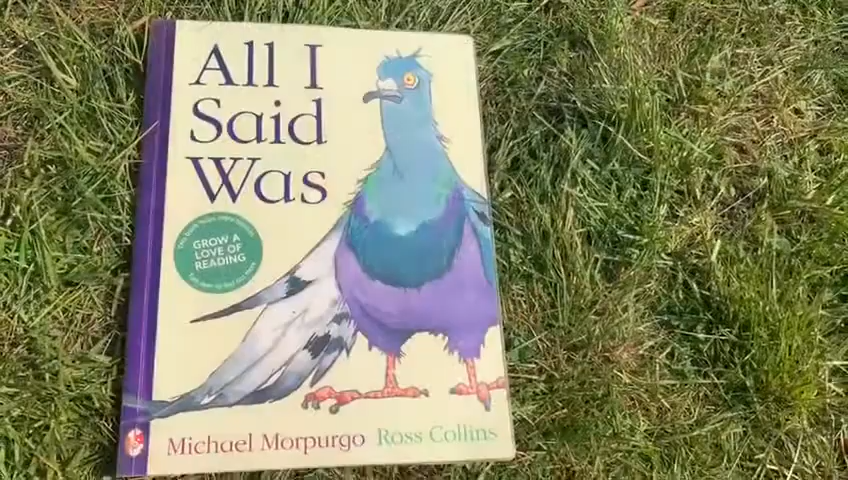 All I
Said
Was
GROW A
LOVE OF
READING
Michael Morpurgo Ross Collins